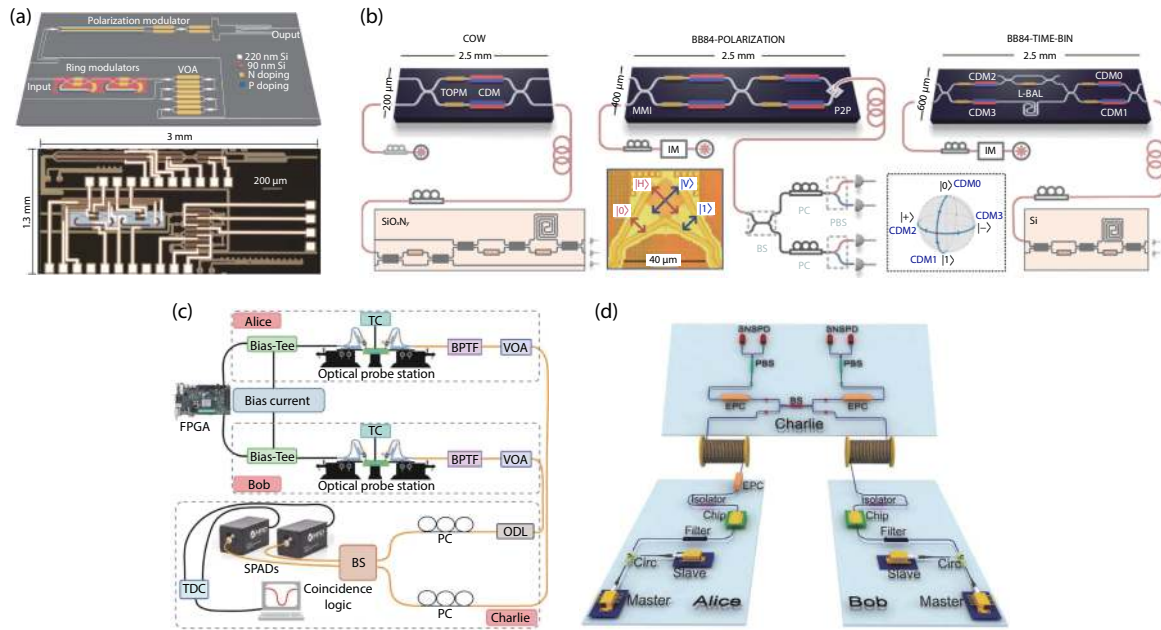 (a)
Polarization modulator
Ouput
220 nm Si
90 nm Si
N doping
P doping
Ring modulators
VOA
Input
3 mm
1.3 mm
200 μm
(b)
COW
2.5 mm
200 μm
TOPM
CDM
SiOxNy
BB84-POLARIZATION
2.5 mm
400 μm
MMI
P2P
IM
|H⟩
|V⟩
|0⟩
|1⟩
40 μm
BS
PC
PBS
PC
BB84-TIME-BIN
2.5 mm
600 μm
CDM2
CDM0
L-BAL
CDM3
CDM1
IM
|0⟩
CDM0
|+⟩
CDM3
CDM2
|−⟩
CDM1
|1⟩
Si
(c)
Alice
TC
Bias-Tee
BPTF
VOA
Optical probe station
FPGA
Bias current
TC
Bias-Tee
BPTF
VOA
Bob
Optical probe station
SPADs
PC
ODL
BS
TDC
Coincidence
logic
PC
Charlie
(d)
SNSPD
SNSPD
PBS
PBS
EPC
BS
EPC
Charlie
EPC
Isolator
Chip
Filter
Circ
Slave
Master
Alice
Isolator
Chip
Filter
Slave
Circ
Bob
Master